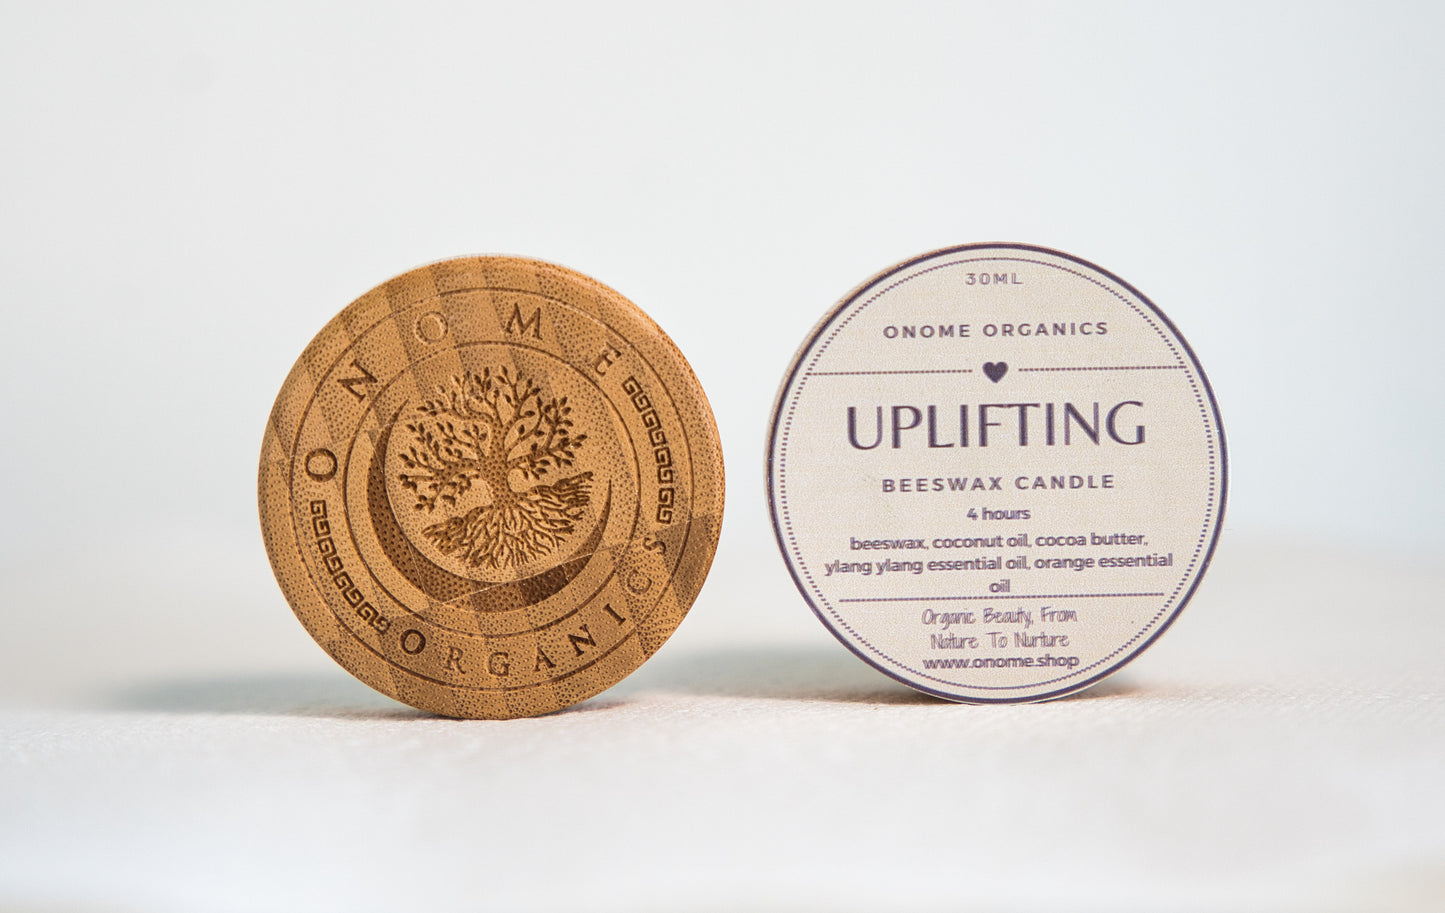 ONOME
ORGANICS
30ML
ONOME ORGANICS
UPLIFTING
BEESWAX CANDLE
4 hours
beeswax, coconut oil, cocoa butter,
ylang ylang essential oil, orange essential
oil
Organic Beauty, From
Nature To Nurture
www.onome.shop